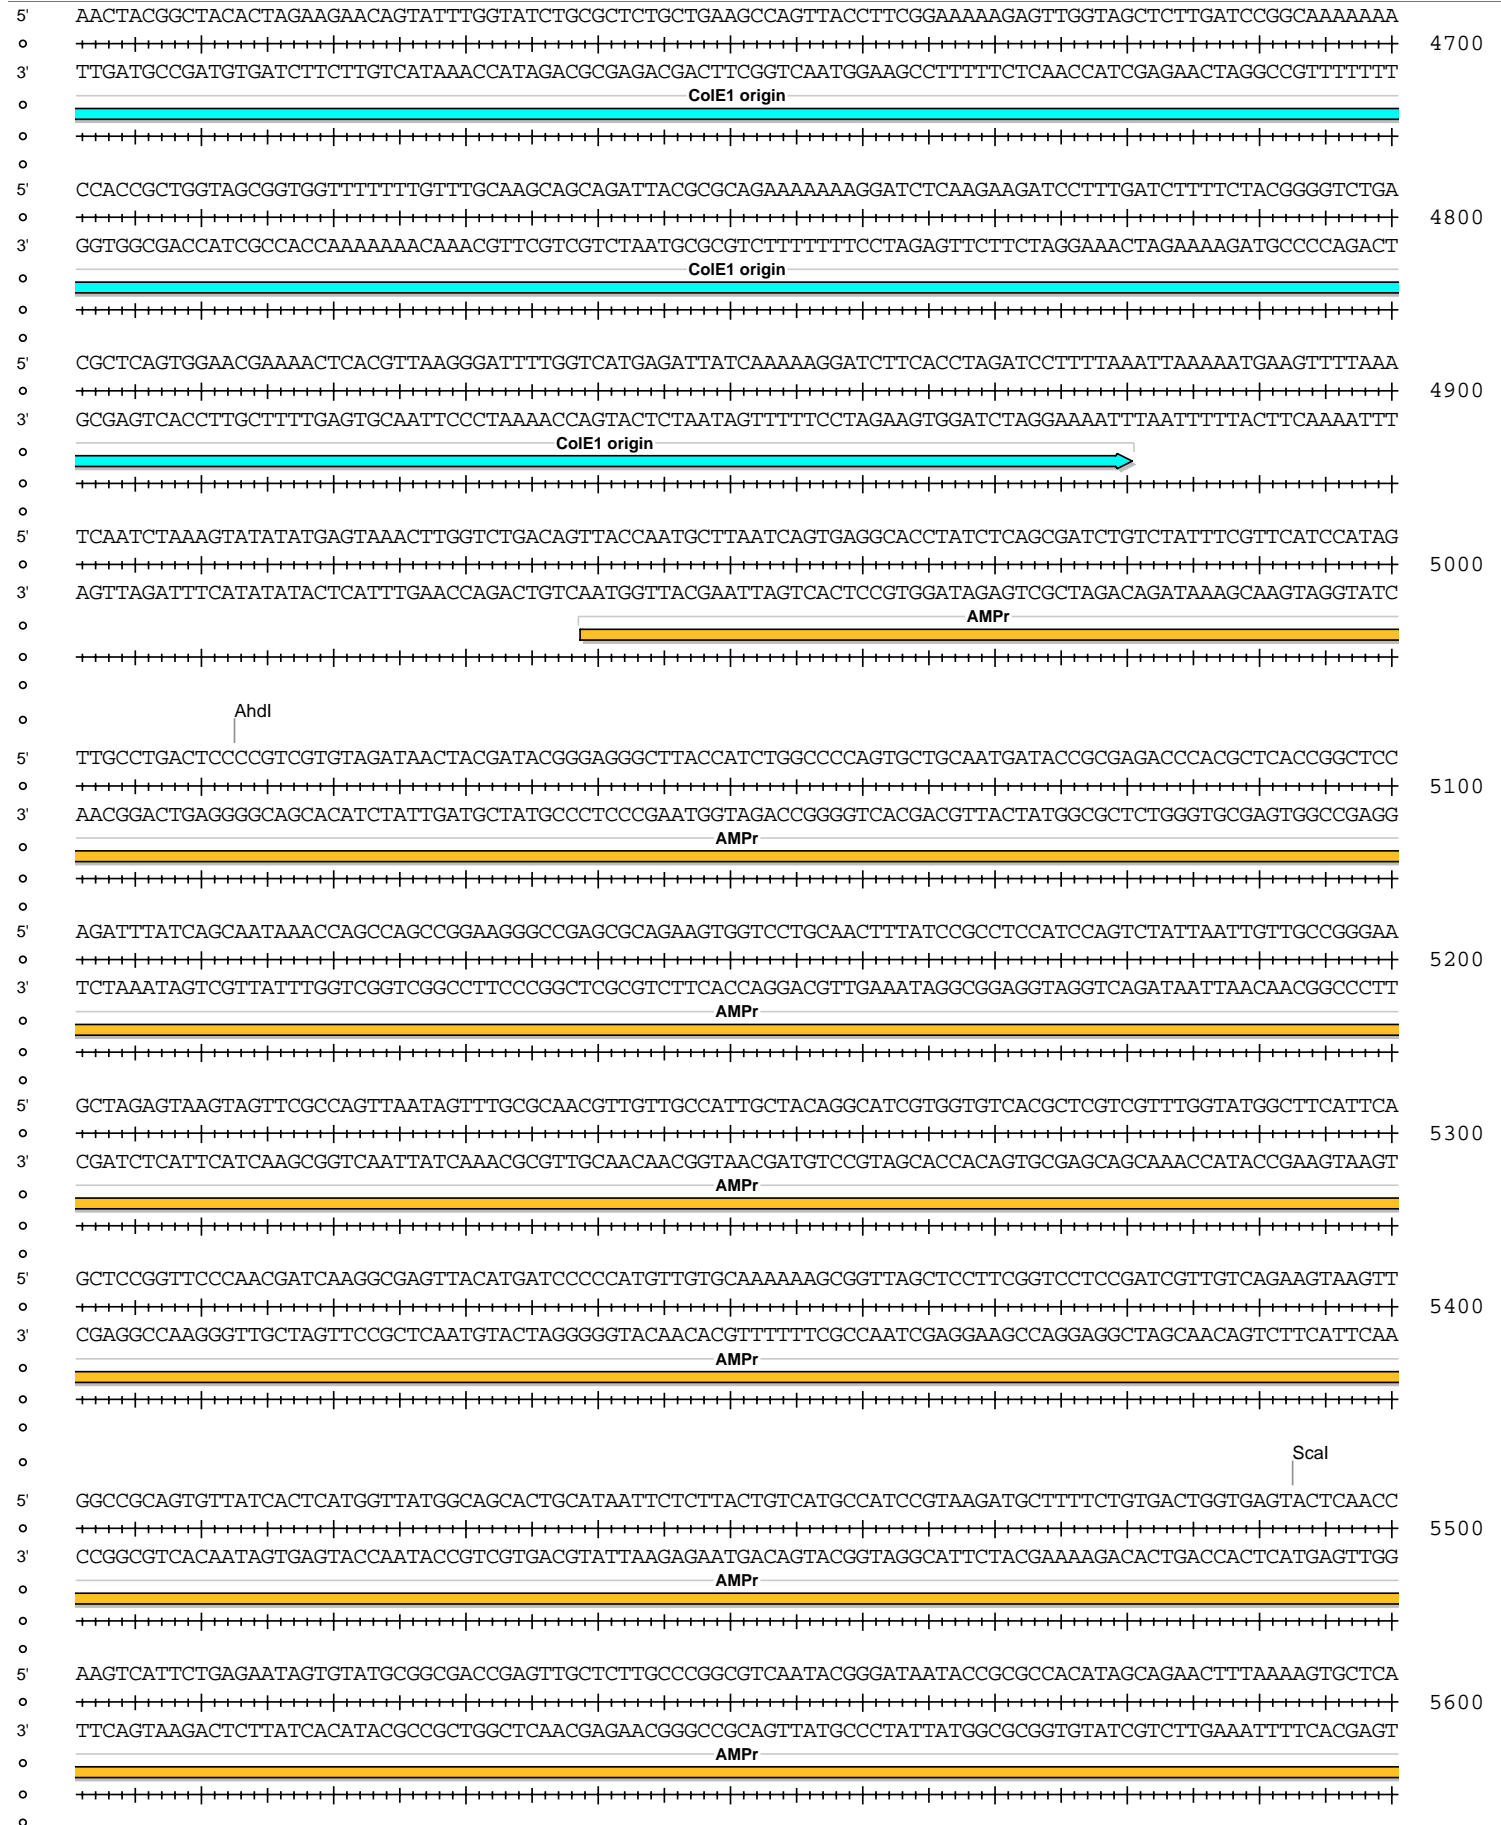 5' AACTACGGCTACACTAGAAGAACAGTATTTGGTATCTGCGCTCTGCTGAAGCCAGTTACCTTCGGAAAAAGAGTTGGTAGCTCTTGATCCGGCAAAAAAA
4700
3' TTGATGCCGATGTGATCTTCTTGTCATAAACCATAGACGCGAGACGACTTCGGTCAATGGAAGCCTTTTTCTCAACCATCGAGAACTAGGCCGTTTTTTT
ColE1 origin
5' CCACCGCTGGTAGCGGTGGTTTTTTTGTTTGCAAGCAGCAGATTACGCGCAGAAAAAAAGGATCTCAAGAAGATCCTTTGATCTTTTCTACGGGGTCTGA
4800
3' GGTGGCGACCATCGCCACCAAAAAAACAAACGTTCGTCGTCTAATGCGCGTCTTTTTTTCCTAGAGTTCTTCTAGGAAACTAGAAAAGATGCCCCAGACT
ColE1 origin
5' CGCTCAGTGGAACGAAAACTCACGTTAAGGGATTTTGGTCATGAGATTATCAAAAAGGATCTTCACCTAGATCCTTTTAAATTAAAAATGAAGTTTTAAA
4900
3' GCGAGTCACCTTGCTTTTGAGTGCAATTCCCTAAAACCAGTACTCTAATAGTTTTTCCTAGAAGTGGATCTAGGAAAATTTAATTTTTACTTCAAAATTT
ColE1 origin
5' TCAATCTAAAGTATATATGAGTAAACTTGGTCTGACAGTTACCAATGCTTAATCAGTGAGGCACCTATCTCAGCGATCTGTCTATTTCGTTCATCCATAG
5000
3' AGTTAGATTTCATATATACTCATTTGAACCAGACTGTCAATGGTTACGAATTAGTCACTCCGTGGATAGAGTCGCTAGACAGATAAAGCAAGTAGGTATC
AMPr
AhdI
5' TTGCCTGACTCCCCGTCGTGTAGATAACTACGATACGGGAGGGCTTACCATCTGGCCCCAGTGCTGCAATGATACCGCGAGACCCACGCTCACCGGCTCC
5100
3' AACGGACTGAGGGGCAGCACATCTATTGATGCTATGCCCTCCCGAATGGTAGACCGGGGTCACGACGTTACTATGGCGCTCTGGGTGCGAGTGGCCGAGG
AMPr
5' AGATTTATCAGCAATAAACCAGCCAGCCGGAAGGGCCGAGCGCAGAAGTGGTCCTGCAACTTTATCCGCCTCCATCCAGTCTATTAATTGTTGCCGGGAA
5200
3' TCTAAATAGTCGTTATTTGGTCGGTCGGCCTTCCCGGCTCGCGTCTTCACCAGGACGTTGAAATAGGCGGAGGTAGGTCAGATAATTAACAACGGCCCTT
AMPr
5' GCTAGAGTAAGTAGTTCGCCAGTTAATAGTTTGCGCAACGTTGTTGCCATTGCTACAGGCATCGTGGTGTCACGCTCGTCGTTTGGTATGGCTTCATTCA
5300
3' CGATCTCATTCATCAAGCGGTCAATTATCAAACGCGTTGCAACAACGGTAACGATGTCCGTAGCACCACAGTGCGAGCAGCAAACCATACCGAAGTAAGT
AMPr
5' GCTCCGGTTCCCAACGATCAAGGCGAGTTACATGATCCCCCATGTTGTGCAAAAAAGCGGTTAGCTCCTTCGGTCCTCCGATCGTTGTCAGAAGTAAGTT
5400
3' CGAGGCCAAGGGTTGCTAGTTCCGCTCAATGTACTAGGGGGTACAACACGTTTTTTCGCCAATCGAGGAAGCCAGGAGGCTAGCAACAGTCTTCATTCAA
AMPr
ScaI
5' GGCCGCAGTGTTATCACTCATGGTTATGGCAGCACTGCATAATTCTCTTACTGTCATGCCATCCGTAAGATGCTTTTCTGTGACTGGTGAGTACTCAACC
5500
3' CCGGCGTCACAATAGTGAGTACCAATACCGTCGTGACGTATTAAGAGAATGACAGTACGGTAGGCATTCTACGAAAAGACACTGACCACTCATGAGTTGG
AMPr
5' AAGTCATTCTGAGAATAGTGTATGCGGCGACCGAGTTGCTCTTGCCCGGCGTCAATACGGGATAATACCGCGCCACATAGCAGAACTTTAAAAGTGCTCA
5600
3' TTCAGTAAGACTCTTATCACATACGCCGCTGGCTCAACGAGAACGGGCCGCAGTTATGCCCTATTATGGCGCGGTGTATCGTCTTGAAATTTTCACGAGT
AMPr